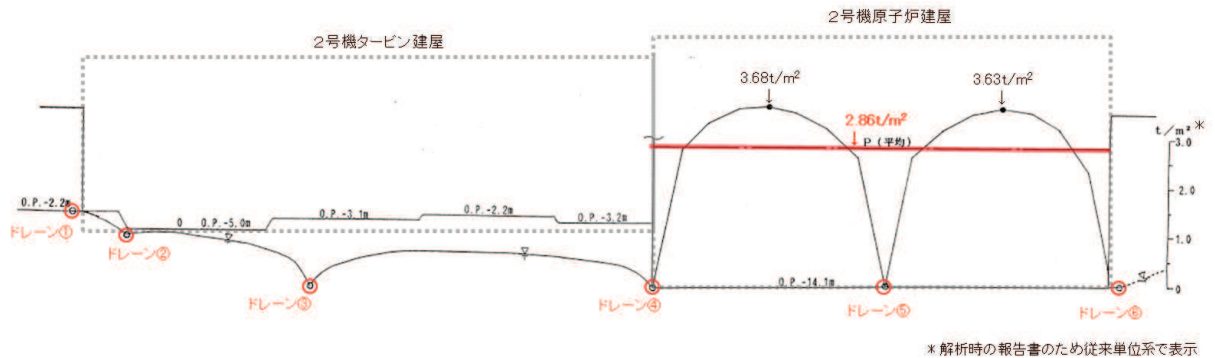 2号機原子炉建屋
2号機タービン建屋
3.68t/m²
3.63t/m²
2.86t/m²
P (平均)
t/m² *
3.0
2.0
1.0
0
O.P.-2.2m
O O.P.-5.0m
O.P.-3.1m
O.P.-2.2m
O.P.-3.2m
O.P.-14.1m
ドレーン①
ドレーン②
ドレーン③
ドレーン④
ドレーン⑤
ドレーン⑥
*解析時の報告書のため従来単位系で表示